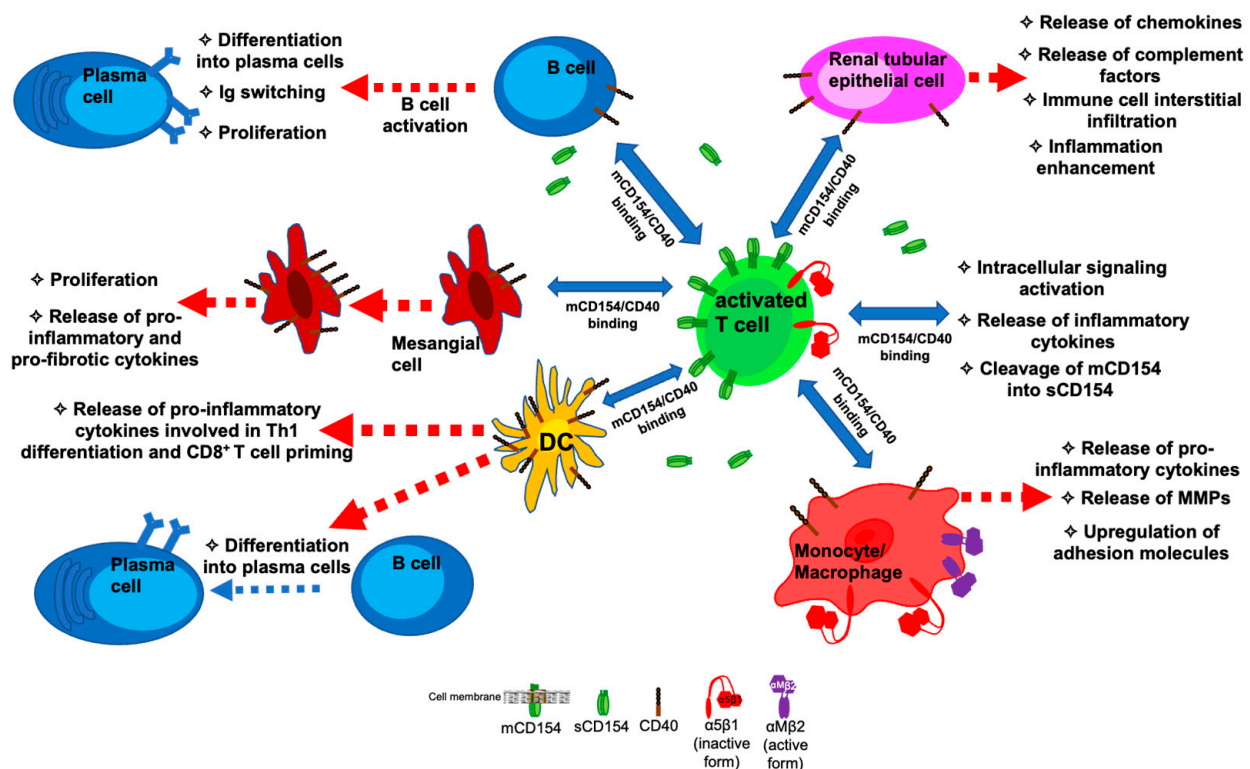 ✧ Differentiation
into plasma cells
✧ Ig switching
✧ Proliferation
Plasma
cell
B cell
activation
B cell
Renal tubular
epithelial cell
✧ Release of chemokines
✧ Release of complement
factors
✧ Immune cell interstitial
infiltration
✧ Inflammation
enhancement
mCD154/CD40
binding
mCD154/CD40
binding
✧ Proliferation
✧ Release of pro-
inflammatory and
pro-fibrotic cytokines
Mesangial
cell
mCD154/CD40
binding
activated
T cell
mCD154/CD40
binding
✧ Intracellular signaling
activation
✧ Release of inflammatory
cytokines
✧ Cleavage of mCD154
into sCD154
✧ Release of pro-inflammatory
cytokines involved in Th1
differentiation and CD8⁺ T cell priming
DC
mCD154/CD40
binding
mCD154/CD40
binding
Monocyte/
Macrophage
✧ Release of pro-
inflammatory cytokines
✧ Release of MMPs
✧ Upregulation of
adhesion molecules
Plasma
cell
✧ Differentiation
into plasma cells
B cell
Cell membrane
mCD154
sCD154
CD40
α5β1
α5β1
(inactive
form)
αMβ2
αMβ2
(active
form)